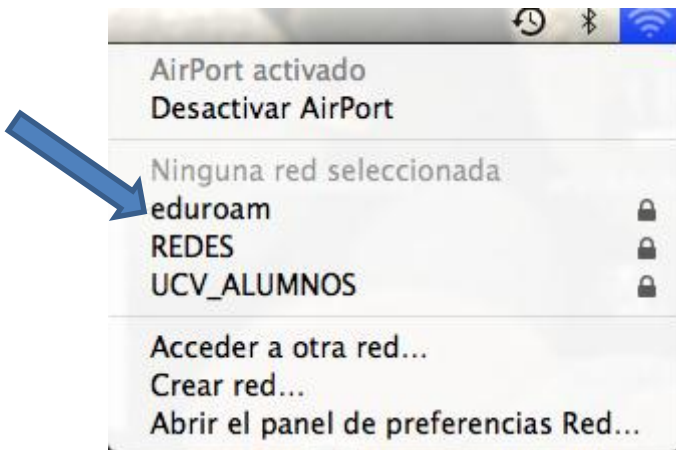 AirPort activado
Desactivar AirPort
Ninguna red seleccionada
eduroam
REDES
UCV_ALUMNOS
Acceder a otra red...
Crear red...
Abrir el panel de preferencias Red...